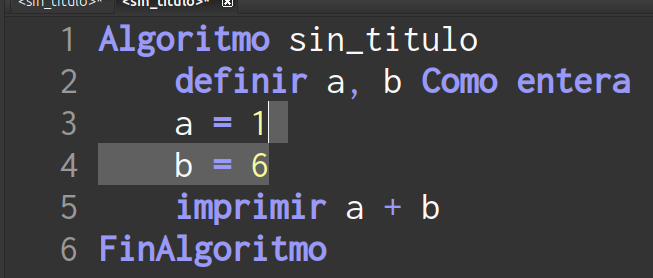 <sin_titulo>* <sin_titulo>*
1 Algoritmo sin_titulo
2 definir a, b Como entera
3 a = 1
4 b = 6
5 imprimir a + b
6 FinAlgoritmo